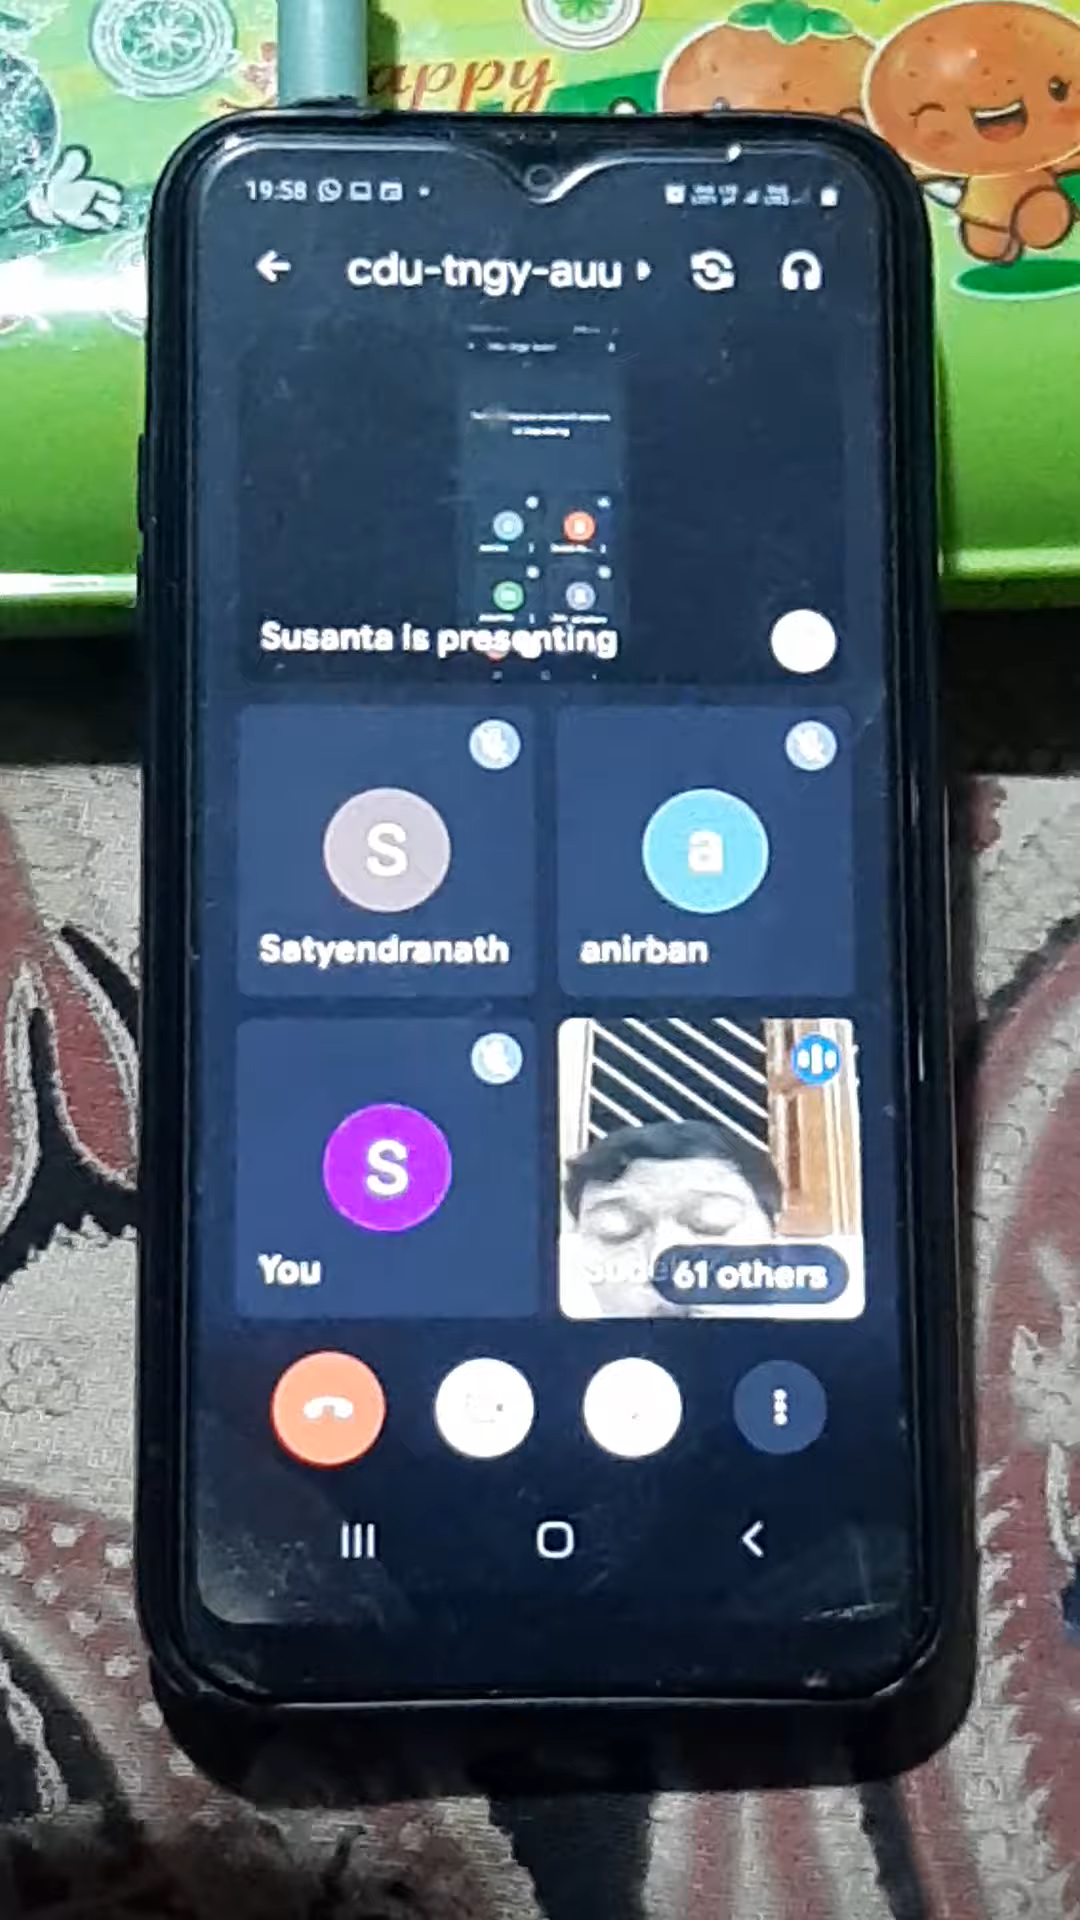 appy
19:58
cdu-tngy-auu
Susanta is presenting
S
a
Satyendranath
anirban
S
You
61 others